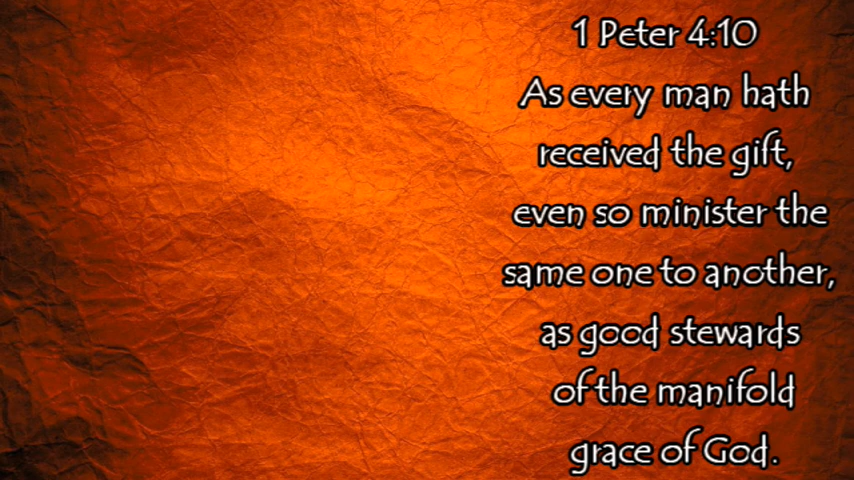 1 Peter 4:10
As every man hath
received the gift,
even so minister the
same one to another,
as good stewards
of the manifold
grace of God.